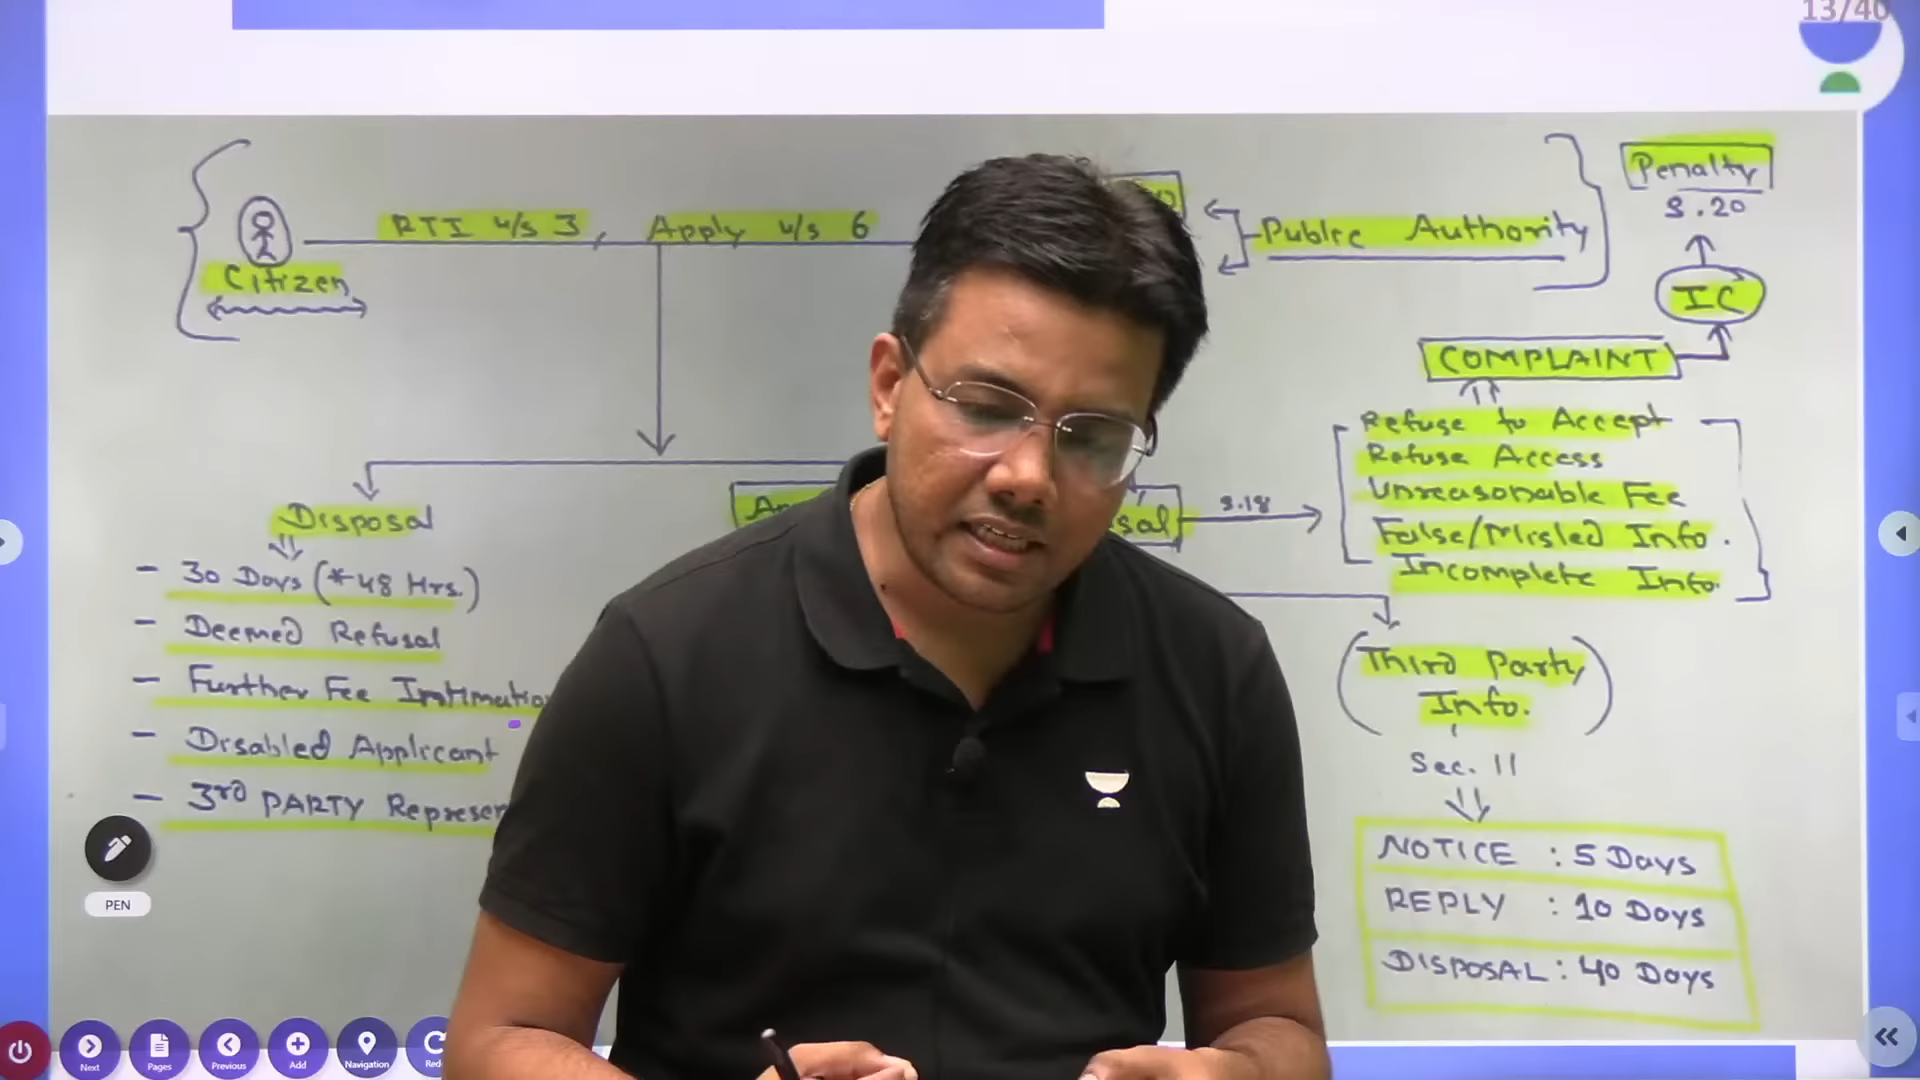 13/40
Penalty
S.20
RTI u/s 3, Apply u/s 6
Public Authority
Citizen
IC
COMPLAINT
Refuse to Accept
Refuse Access
Unreasonable Fee
False/Misled Info.
Incomplete Info.
S.18
Disposal
- 30 Days (*48 Hrs.)
- Deemed Refusal
- Further Fee
- Disabled Applicant
- 3rd PARTY
Third Party
Info.
Sec. 11
NOTICE : 5 Days
REPLY : 10 Days
DISPOSAL : 40 Days
PEN
Next
Pages
Previous
Add
Navigation